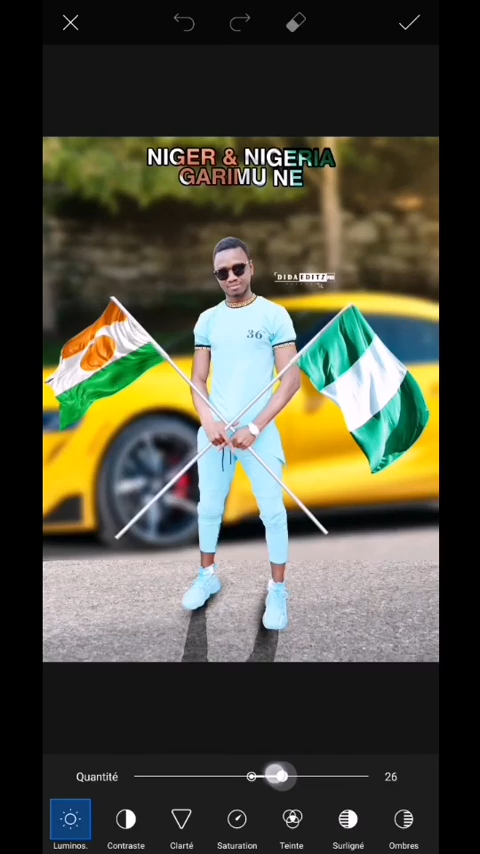 NIGER & NIGERIA
GARIMU NE
DIDA EDITZ
36
Quantité
26
Luminos.
Contraste
Clarté
Saturation
Teinte
Surligné
Ombres